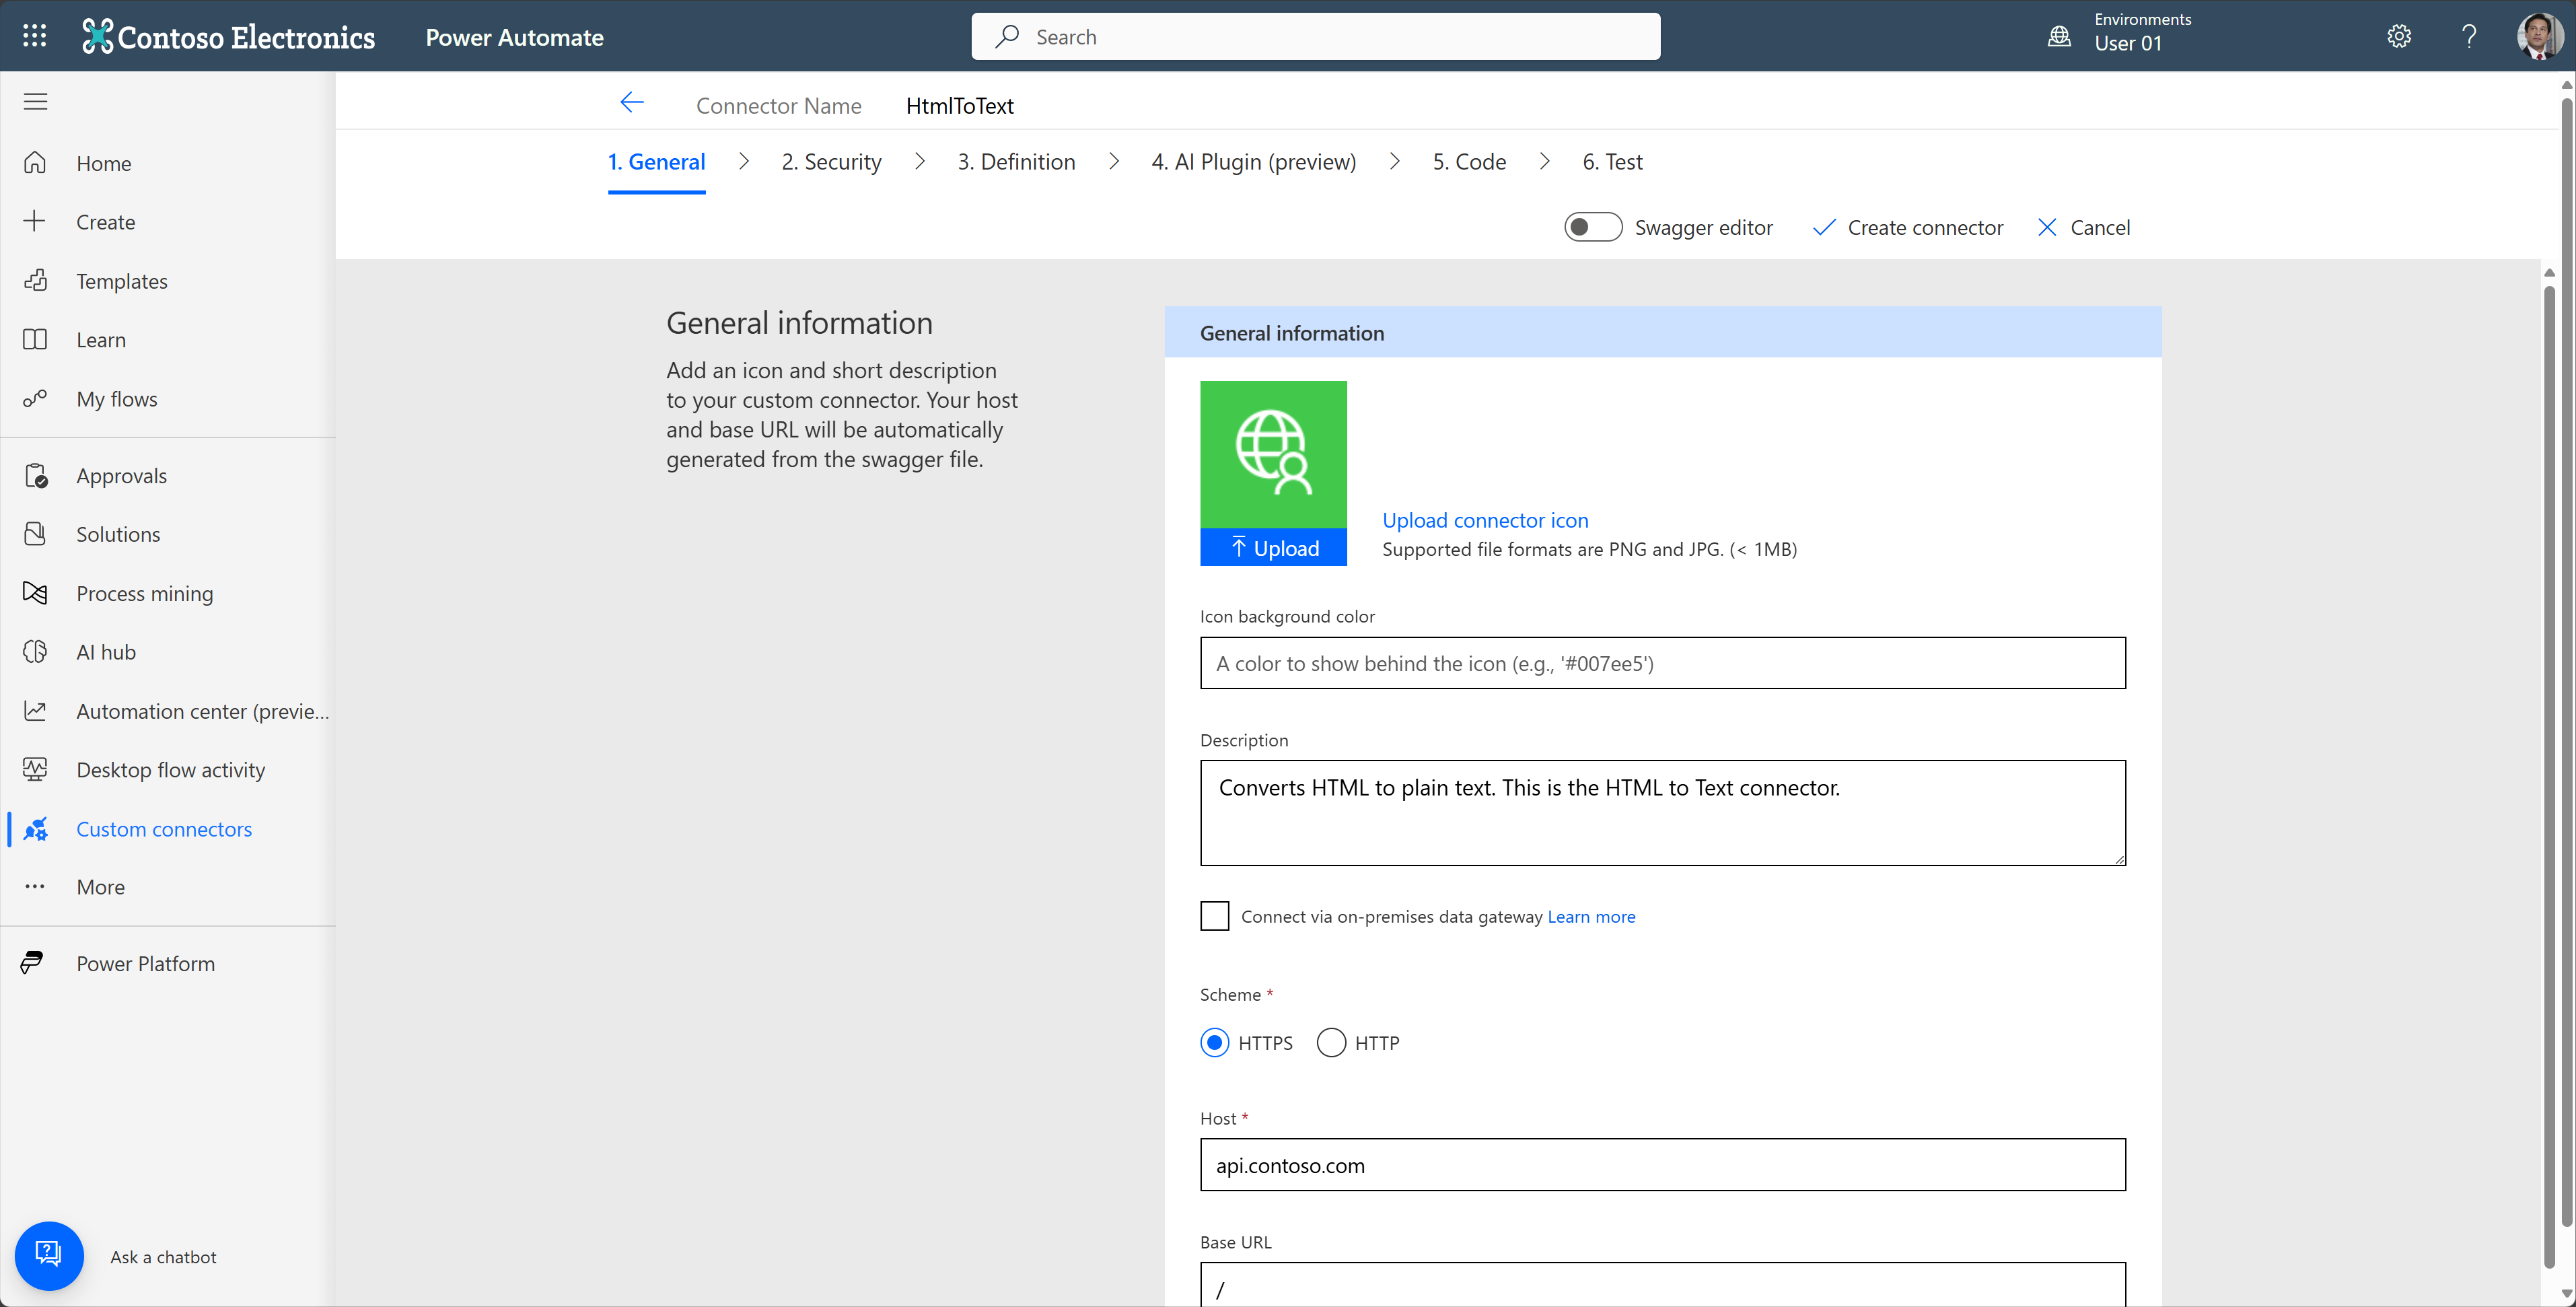 Contoso Electronics
Power Automate
Search
Environments
User 01
Connector Name HtmlToText
1. General
2. Security
3. Definition
4. AI Plugin (preview)
5. Code
6. Test
Swagger editor
Create connector
Cancel
Home
Create
Templates
Learn
My flows
Approvals
Solutions
Process mining
AI hub
Automation center (previe...
Desktop flow activity
Custom connectors
More
Power Platform
Ask a chatbot
General information
Add an icon and short description
to your custom connector. Your host
and base URL will be automatically
generated from the swagger file.
General information
Upload
Upload connector icon
Supported file formats are PNG and JPG. (< 1MB)
Icon background color
A color to show behind the icon (e.g., '#007ee5')
Description
Converts HTML to plain text. This is the HTML to Text connector.
Connect via on-premises data gateway Learn more
Scheme *
HTTPS
HTTP
Host *
api.contoso.com
Base URL
/